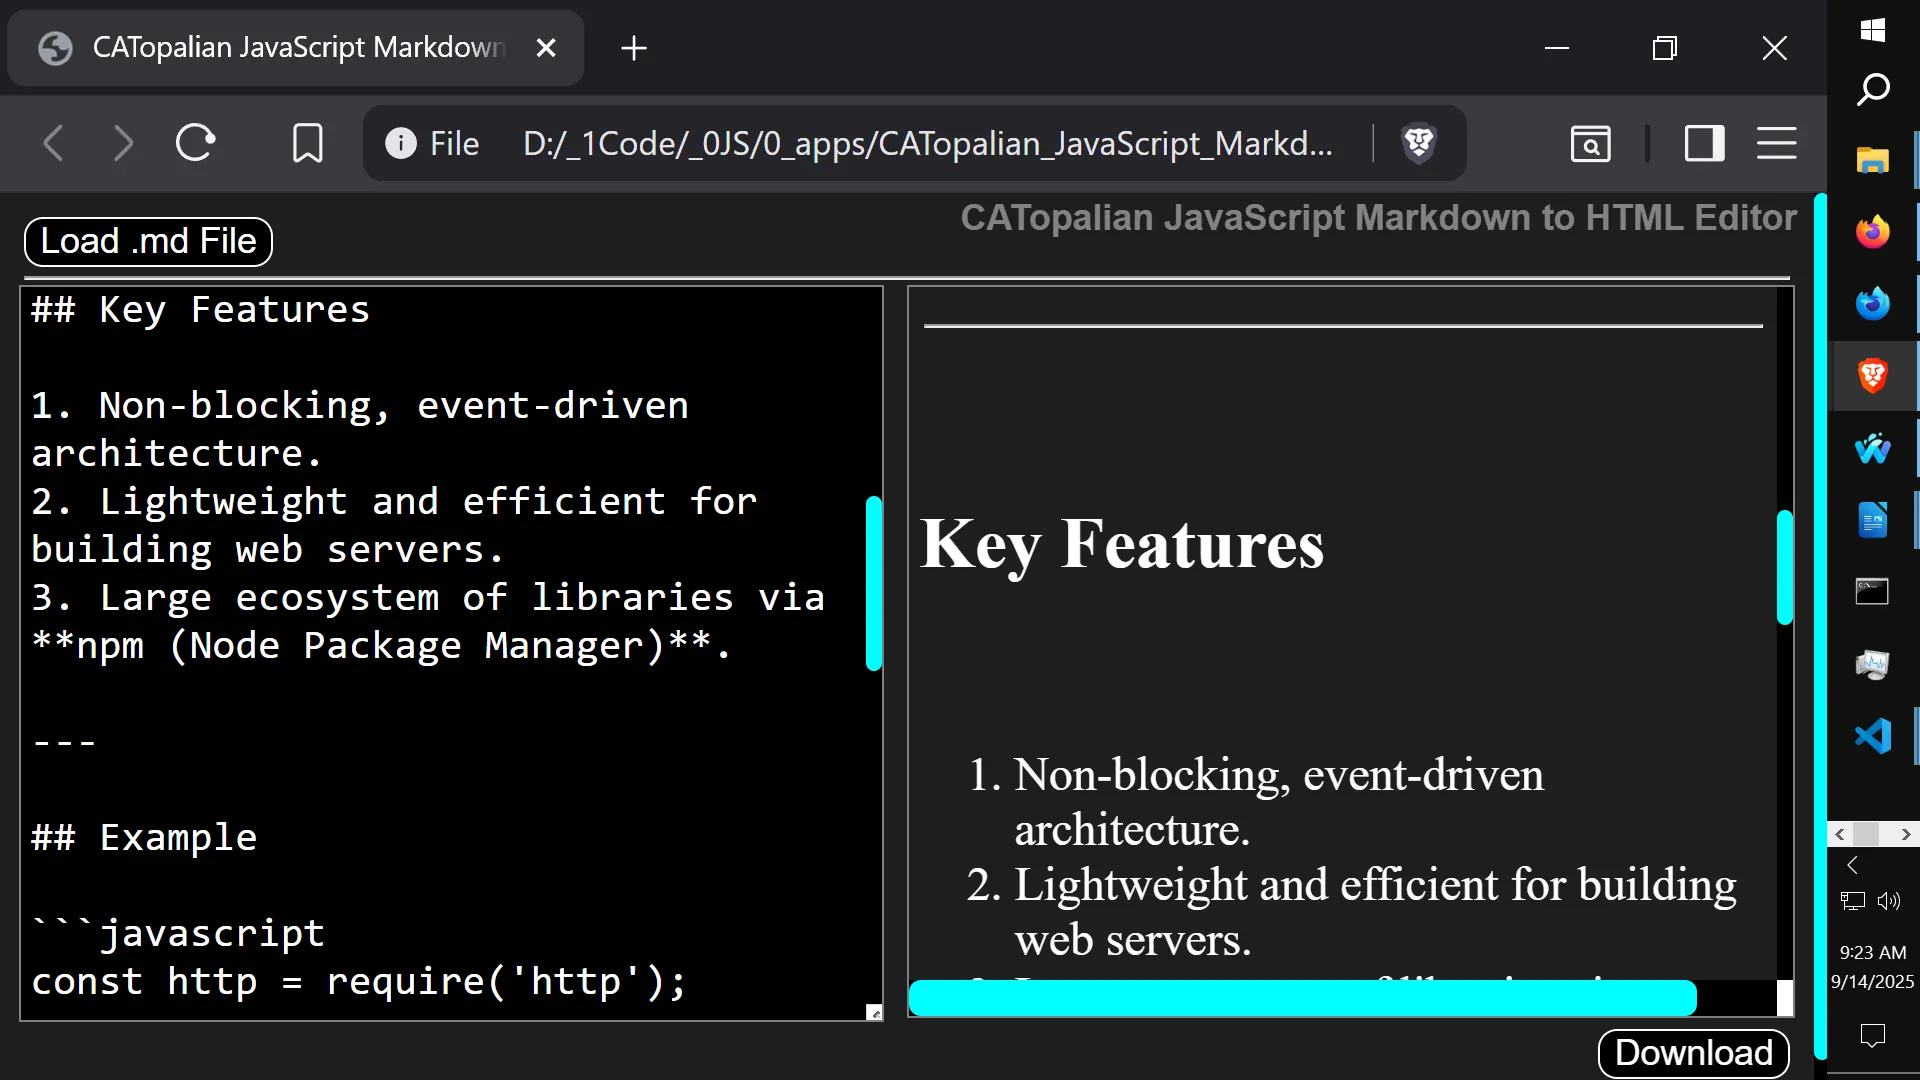 CATopalian JavaScript Markdown
File D:/_1Code/_0JS/0_apps/CATopalian_JavaScript_Markd...
CATopalian JavaScript Markdown to HTML Editor
Load .md File
## Key Features
1. Non-blocking, event-driven
architecture.
2. Lightweight and efficient for
building web servers.
3. Large ecosystem of libraries via
**npm (Node Package Manager)**.
---
## Example
```javascript
const http = require('http');
Key Features
1. Non-blocking, event-driven
architecture.
2. Lightweight and efficient for building
web servers.
Download
9:23 AM
9/14/2025